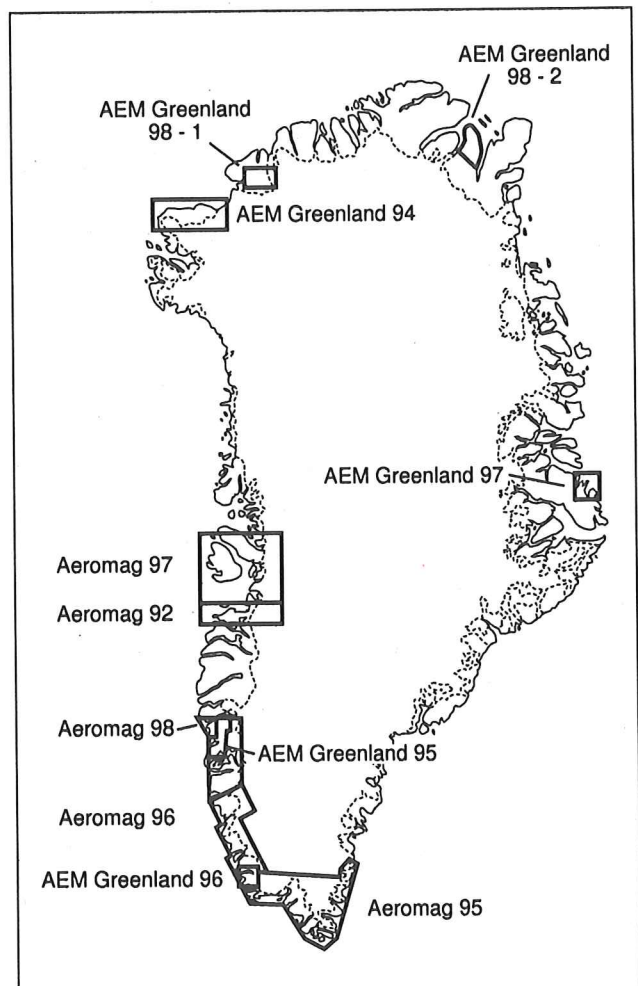 AEM Greenland
98 - 2
AEM Greenland
98 - 1
AEM Greenland 94
AEM Greenland 97
Aeromag 97
Aeromag 92
Aeromag 98
AEM Greenland 95
Aeromag 96
AEM Greenland 96
Aeromag 95